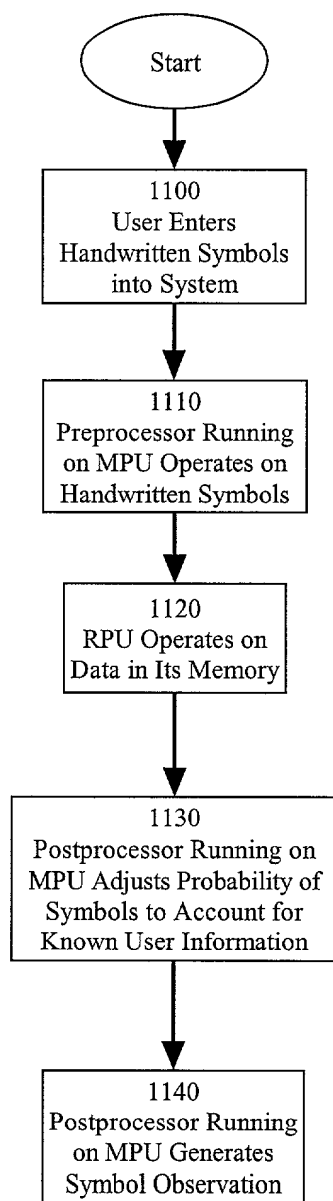 Start
1100
User Enters
Handwritten Symbols
into System
1110
Preprocessor Running
on MPU Operates on
Handwritten Symbols
1120
RPU Operates on
Data in Its Memory
1130
Postprocessor Running on
MPU Adjusts Probability of
Symbols to Account for
Known User Information
1140
Postprocessor Running
on MPU Generates
Symbol Observation